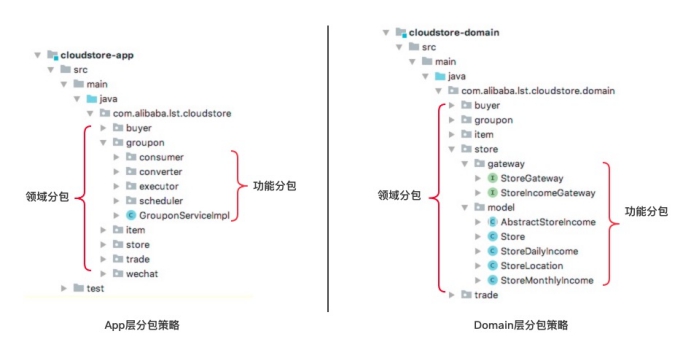 cloudstore-app
src
main
java
com.alibaba.lst.cloudstore
buyer
groupon
consumer
converter
executor
scheduler
GrouponServiceImpl
item
store
trade
wechat
test
领域分包
功能分包
App层分包策略
cloudstore-domain
src
main
java
com.alibaba.lst.cloudstore.domain
buyer
groupon
item
store
gateway
I StoreGateway
I StoreIncomeGateway
model
C AbstractStoreIncome
C Store
C StoreDailyIncome
C StoreLocation
C StoreMonthlyIncome
trade
领域分包
功能分包
Domain层分包策略